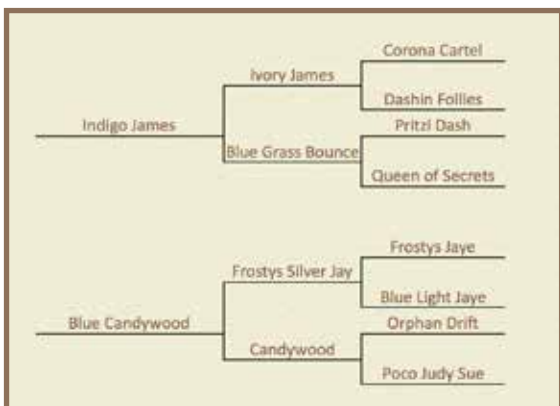 Corona Cartel
Ivory James
Dashin Follies
Indigo James
Pritzi Dash
Blue Grass Bounce
Queen of Secrets
Frostys Jaye
Frostys Silver Jay
Blue Light Jaye
Blue Candywood
Orphan Drift
Candywood
Poco Judy Sue